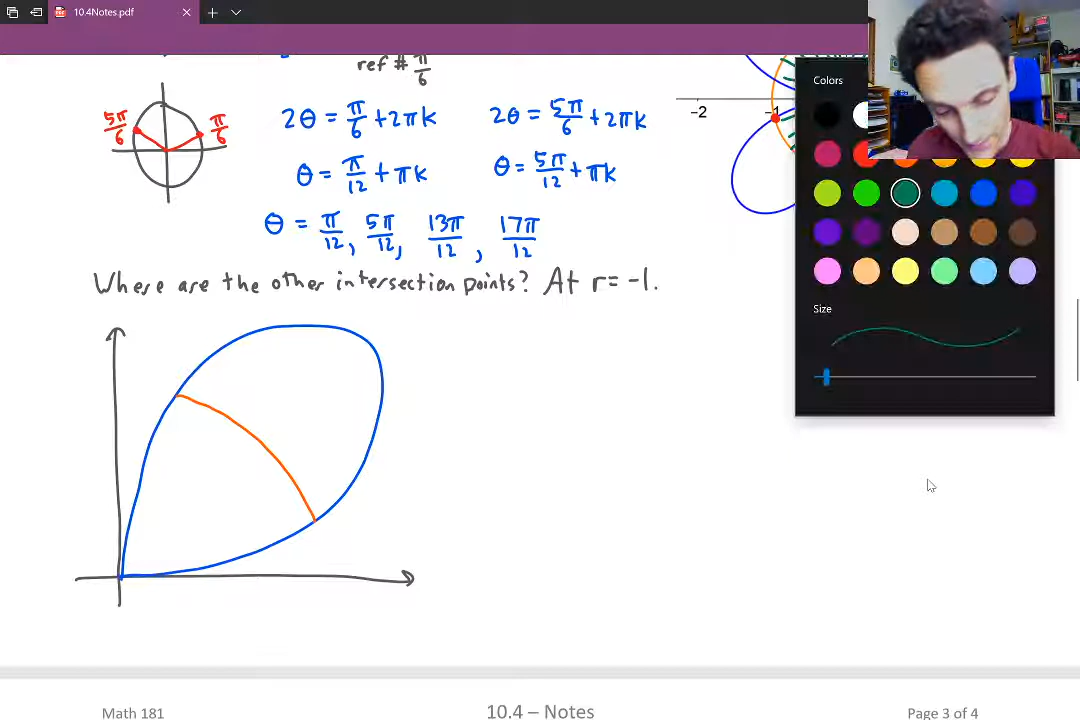 10.4Notes.pdf
ref # π/6
5π/6 π/6
2θ = π/6 + 2πk 2θ = 5π/6 + 2πk
θ = π/12 + πk θ = 5π/12 + πk
θ = π/12, 5π/12, 13π/12, 17π/12
Where are the other intersection points? At r = -1.
-2 -1
Colors
Size
Math 181 10.4 – Notes Page 3 of 4